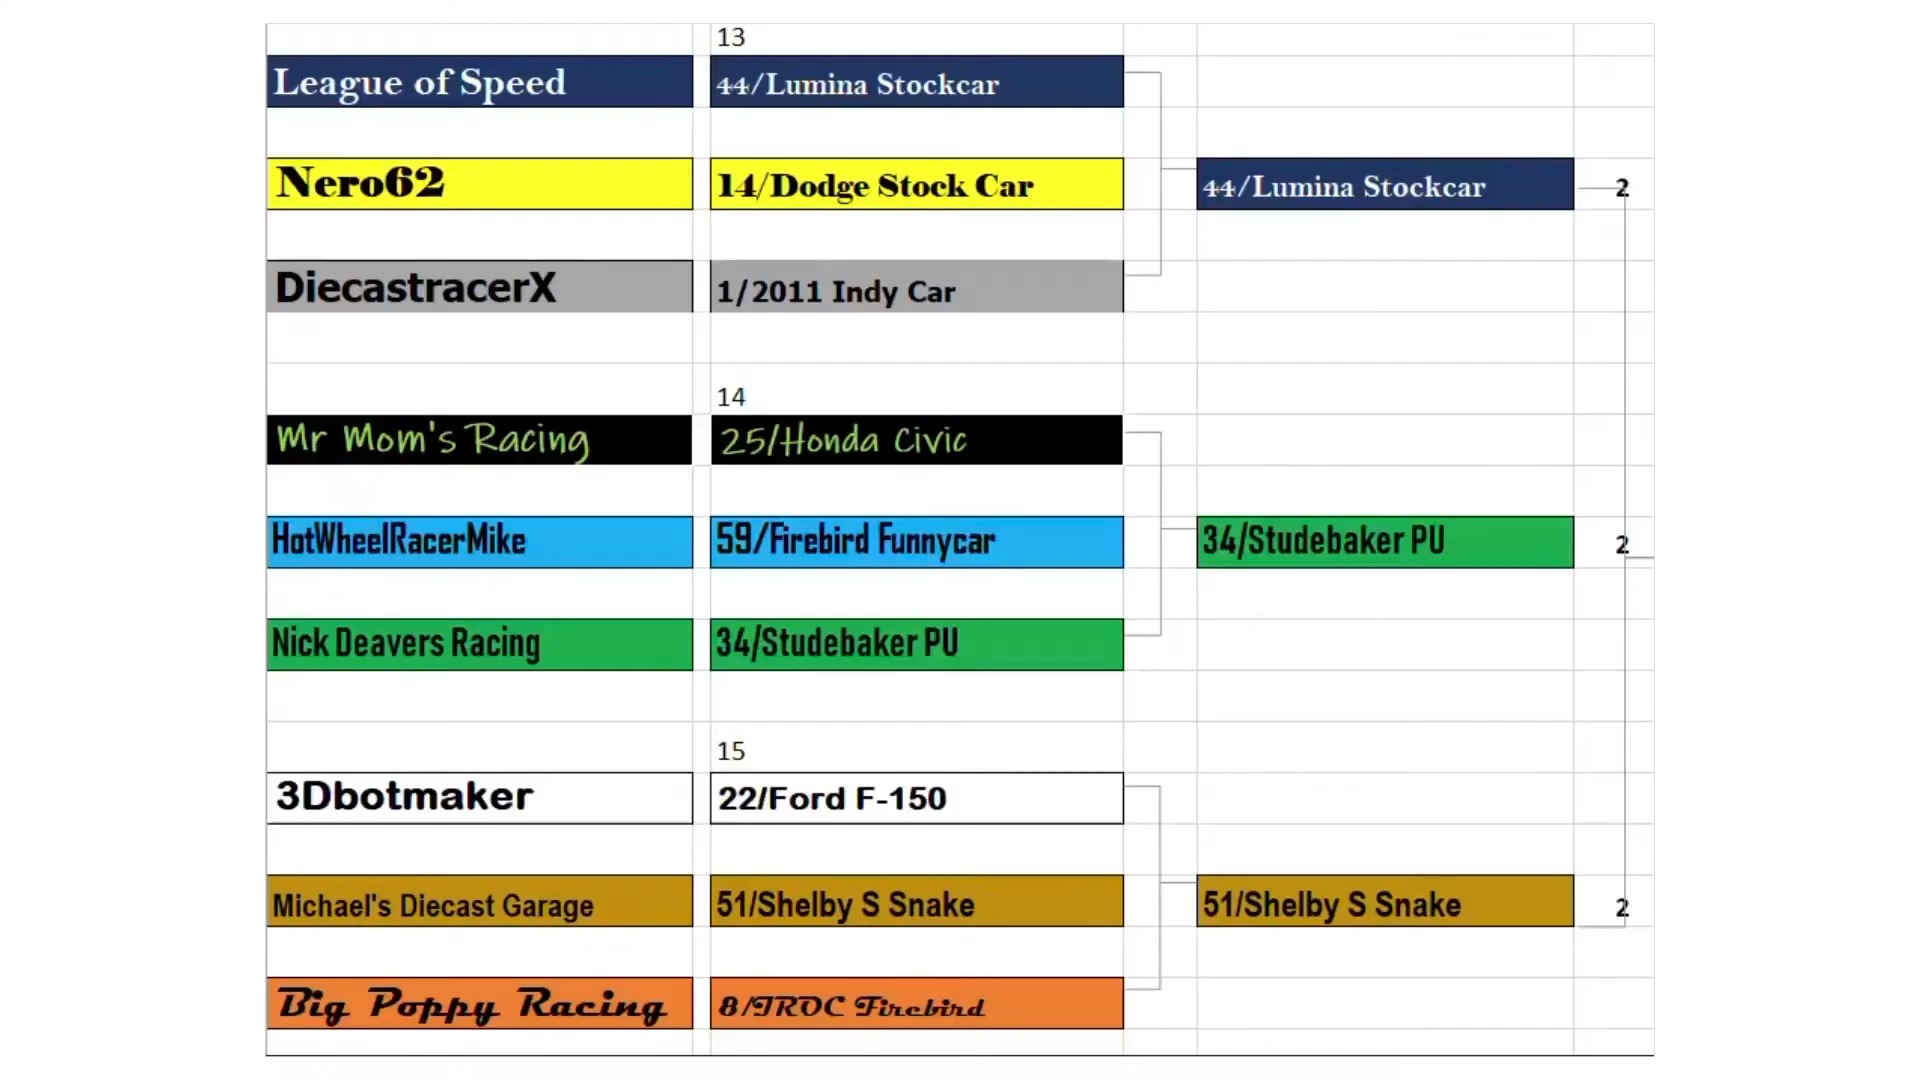 13
League of Speed 44/Lumina Stockcar
Nero62 14/Dodge Stock Car 44/Lumina Stockcar 2
DiecastracerX 1/2011 Indy Car
14
Mr Mom's Racing 25/Honda Civic
HotWheelRacerMike 59/Firebird Funnycar 34/Studebaker PU 2
Nick Deavers Racing 34/Studebaker PU
15
3Dbotmaker 22/Ford F-150
Michael's Diecast Garage 51/Shelby S Snake 51/Shelby S Snake 2
Big Poppy Racing 8/IROC Firebird